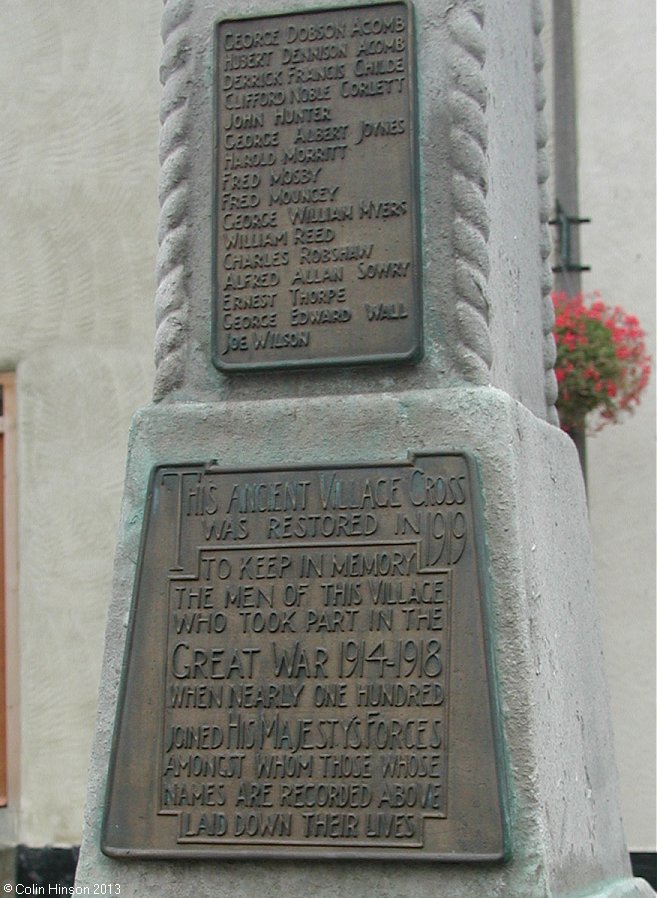 GEORGE DOBSON ACOMB
HUBERT DENNISON ACOMB
DERRICK FRANCIS CHILDE
CLIFFORD NOBLE CORLETT
JOHN HUNTER
GEORGE ALBERT JOYNES
HAROLD MORRITT
FRED MOSBY
FRED MOUNCEY
GEORGE WILLIAM MYERS
WILLIAM REED
CHARLES ROBSHAW
ALFRED ALLAN SOWRY
ERNEST THORPE
GEORGE EDWARD WALL
JOE WILSON
THIS ANCIENT VILLAGE CROSS
WAS RESTORED IN 1919
TO KEEP IN MEMORY
THE MEN OF THIS VILLAGE
WHO TOOK PART IN THE
GREAT WAR 1914-1918
WHEN NEARLY ONE HUNDRED
JOINED HIS MAJESTY'S FORCES
AMONGST WHOM THOSE WHOSE
NAMES ARE RECORDED ABOVE
LAID DOWN THEIR LIVES
© Colin Hinson 2013